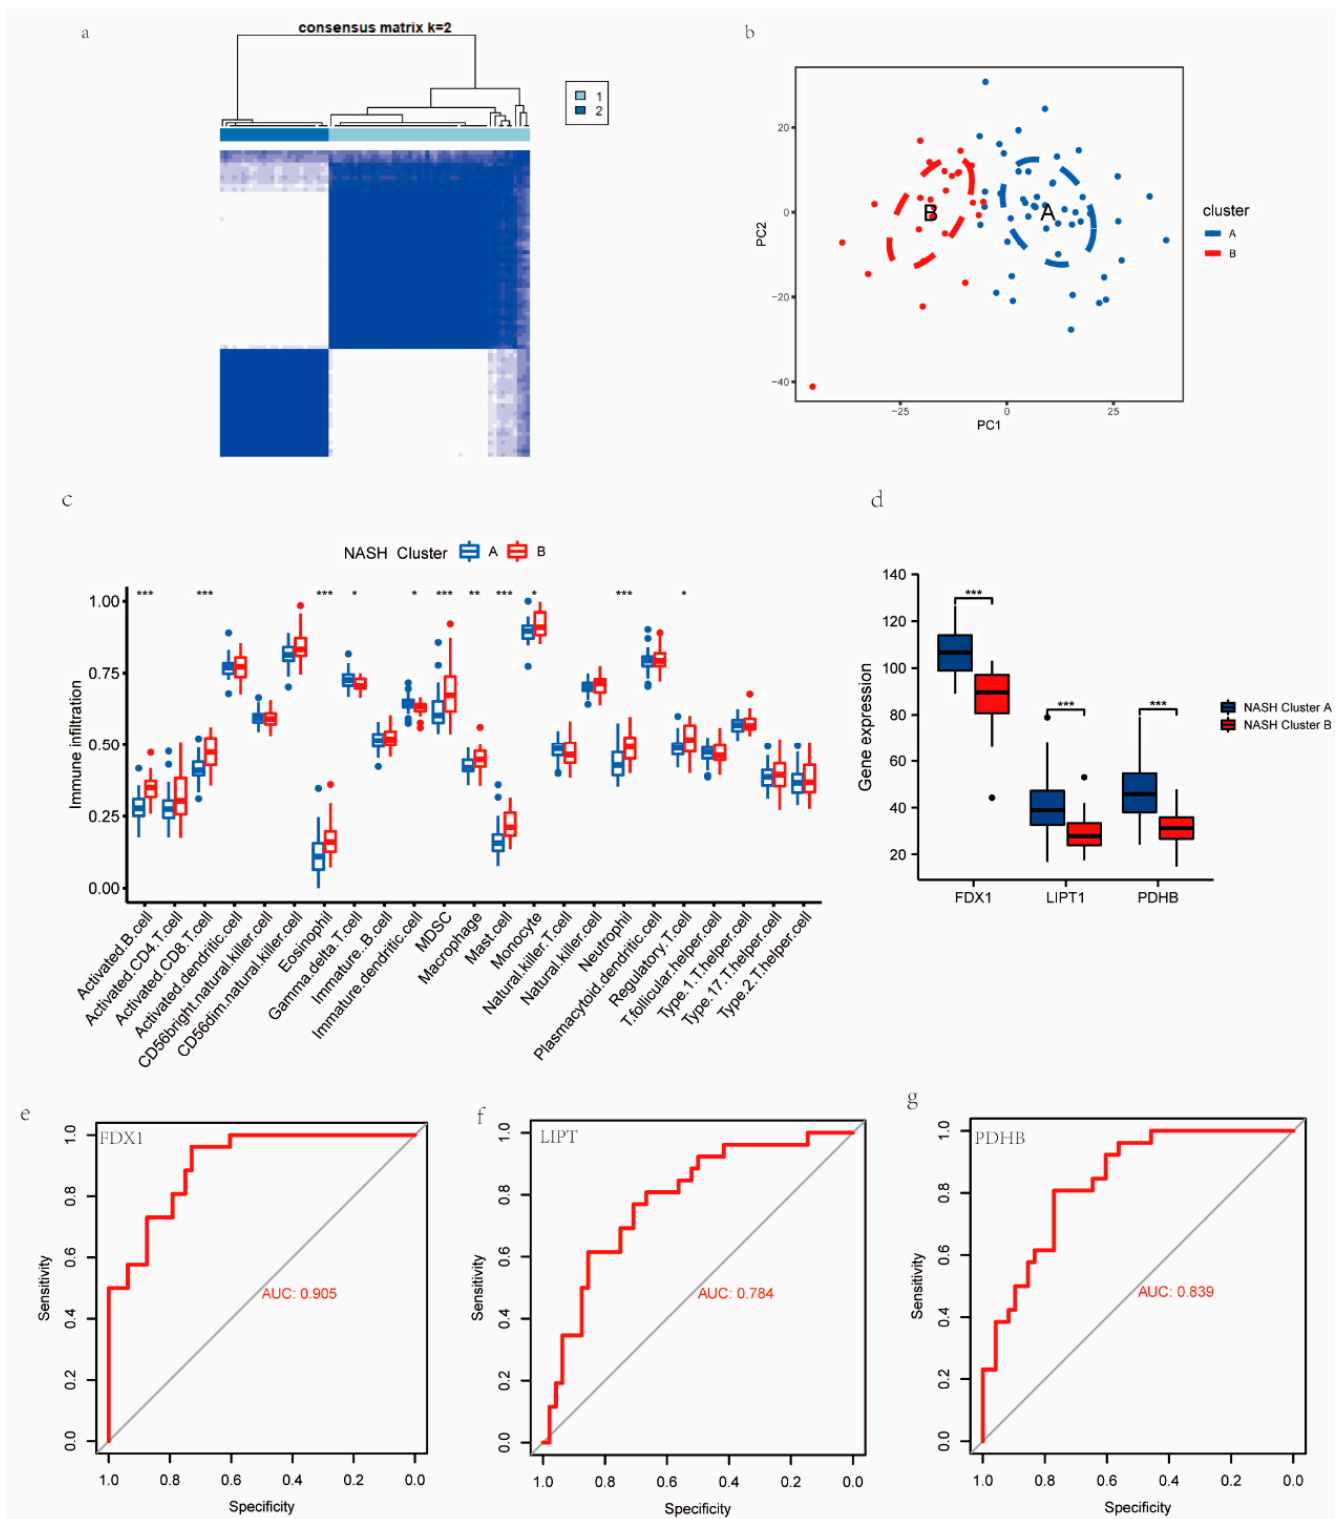 a
consensus matrix k=2
1
2
b
20
0
−20
−40
PC2
B
A
−25
0
25
PC1
cluster
A
B
c
NASH Cluster A B
Immune infiltration
1.00
0.75
0.50
0.25
0.00
*** *** *** * * *** ** *** * *** *
Activated.B.cell
Activated.CD4.T.cell
Activated.CD8.T.cell
Activated.dendritic.cell
CD56bright.natural.killer.cell
CD56dim.natural.killer.cell
Eosinophil
Gamma.delta.T.cell
Immature..B.cell
Immature.dendritic.cell
MDSC
Macrophage
Mast.cell
Monocyte
Natural.killer.T.cell
Natural.killer.cell
Neutrophil
Plasmacytoid.dendritic.cell
Regulatory.T.cell
T.follicular.helper.cell
Type.1.T.helper.cell
Type.17.T.helper.cell
Type.2.T.helper.cell
d
Gene expression
140
120
100
80
60
40
20
***
***
***
FDX1 LIPT1 PDHB
NASH Cluster A
NASH Cluster B
e
FDX1
Sensitivity
1.0
0.8
0.6
0.4
0.2
0.0
AUC: 0.905
1.0 0.8 0.6 0.4 0.2 0.0
Specificity
f
LIPT
Sensitivity
1.0
0.8
0.6
0.4
0.2
0.0
AUC: 0.784
1.0 0.8 0.6 0.4 0.2 0.0
Specificity
g
PDHB
Sensitivity
1.0
0.8
0.6
0.4
0.2
0.0
AUC: 0.839
1.0 0.8 0.6 0.4 0.2 0.0
Specificity